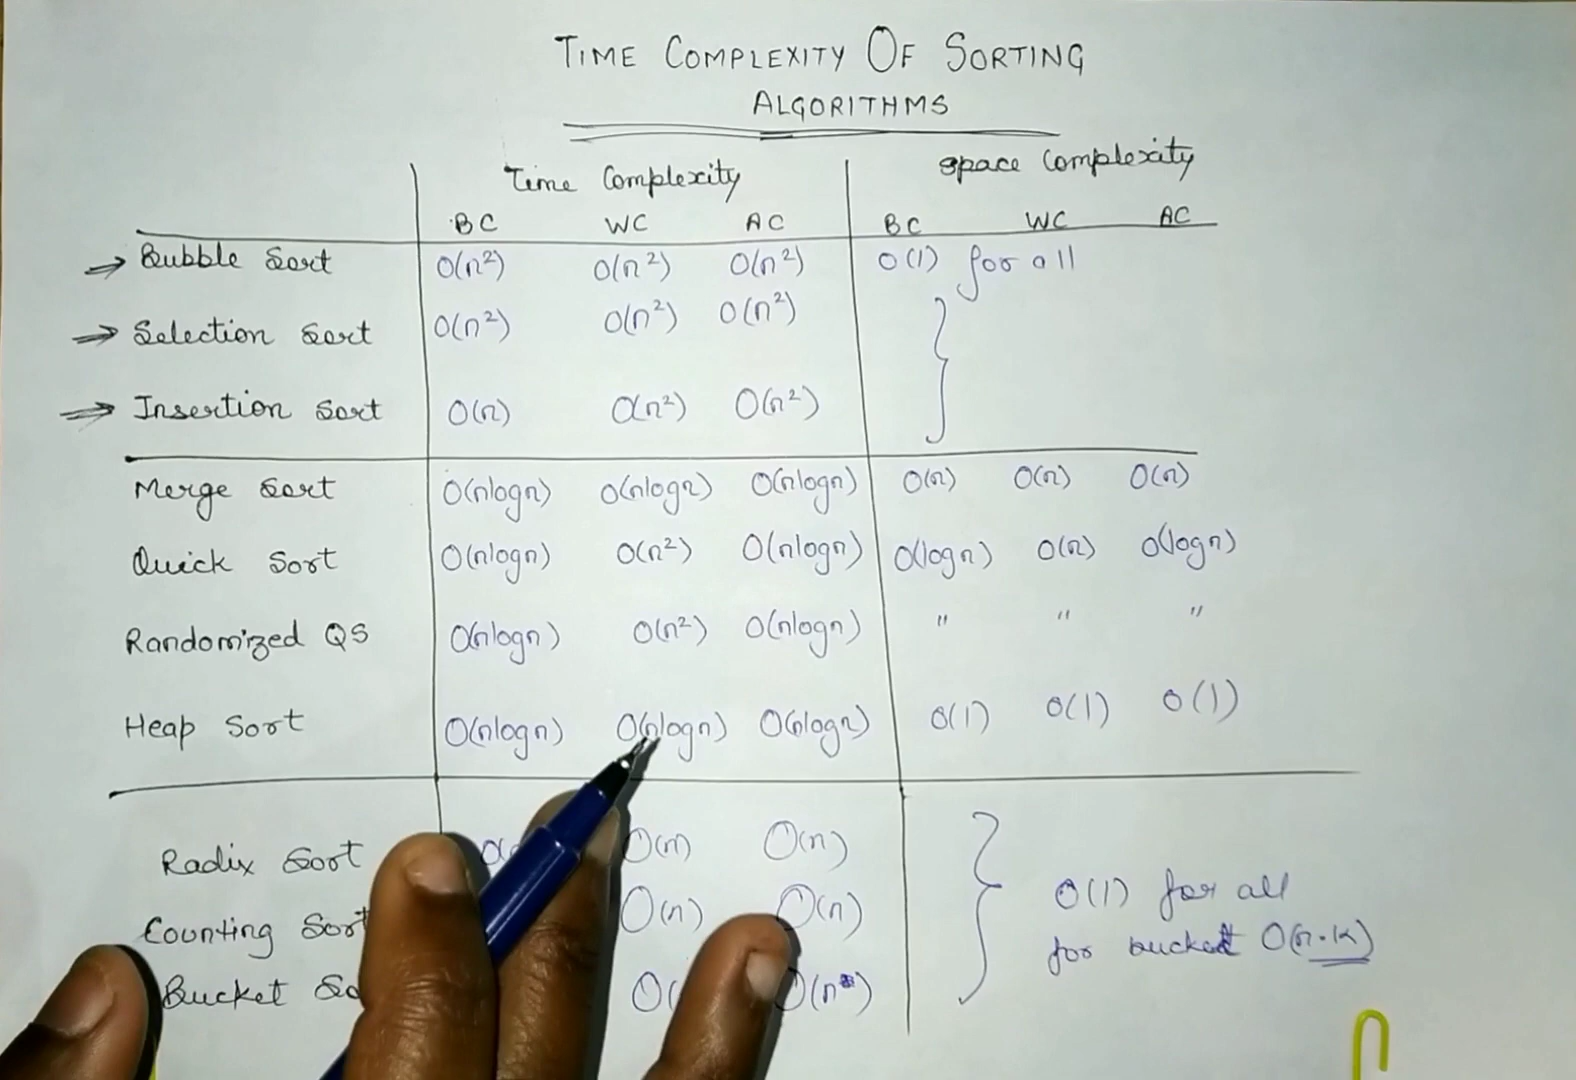 TIME COMPLEXITY OF SORTING
ALGORITHMS
Time Complexity space Complexity
BC WC AC BC WC AC
Bubble Sort O(n²) O(n²) O(n²) O(1) for all
Selection Sort O(n²) O(n²) O(n²)
Insertion Sort O(n) O(n²) O(n²)
Merge Sort O(nlogn) O(nlogn) O(nlogn) O(n) O(n) O(n)
Quick Sort O(nlogn) O(n²) O(nlogn) O(logn) O(n) O(logn)
Randomized QS O(nlogn) O(n²) O(nlogn) " " "
Heap Sort O(nlogn) O(nlogn) O(nlogn) O(1) O(1) O(1)
Radix Sort O(n) O(n)
Counting Sort O(n) O(n)
Bucket
O(1) for all
for bucket O(n.k)